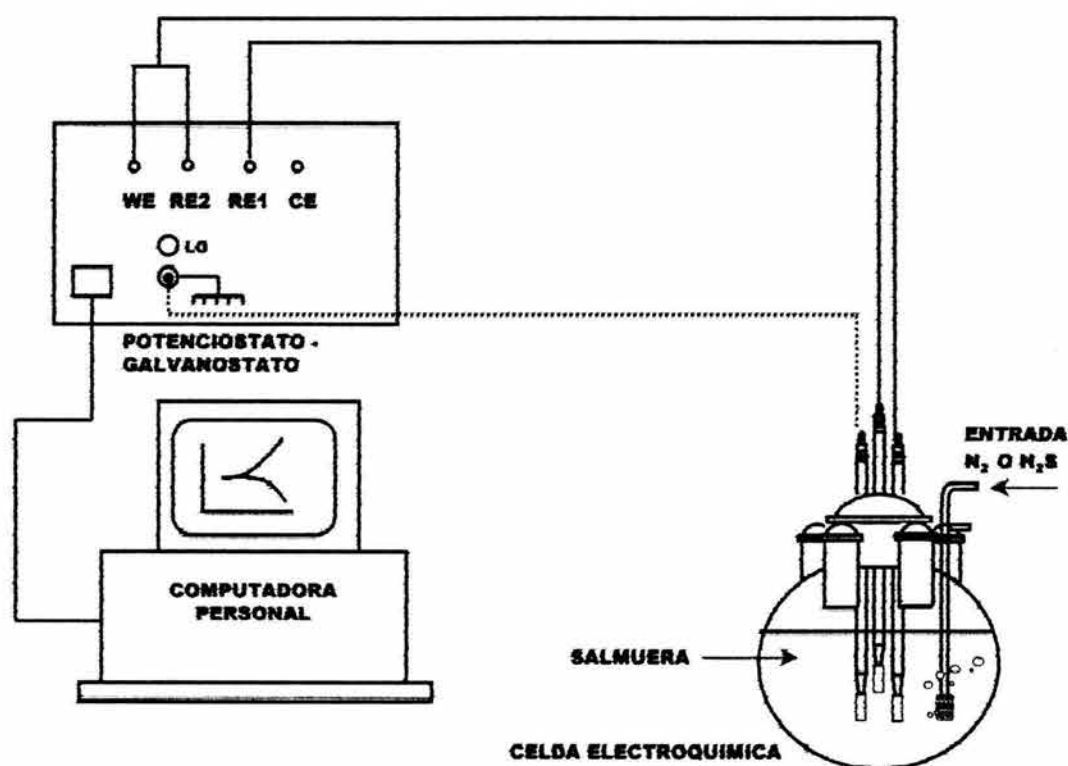 WE RE2 RE1 CE
LG
POTENCIOSTATO -
GALVANOSTATO
ENTRADA
N₂ O H₂S
COMPUTADORA
PERSONAL
SALMUERA
CELDA ELECTROQUIMICA